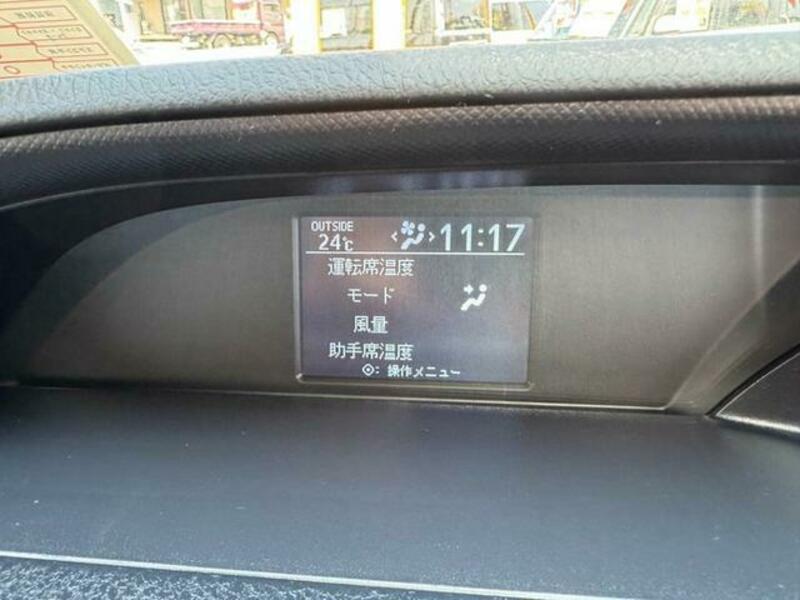 OUTSIDE
24℃ 11:17
運転席温度
モード
風量
助手席温度
: 操作メニュー